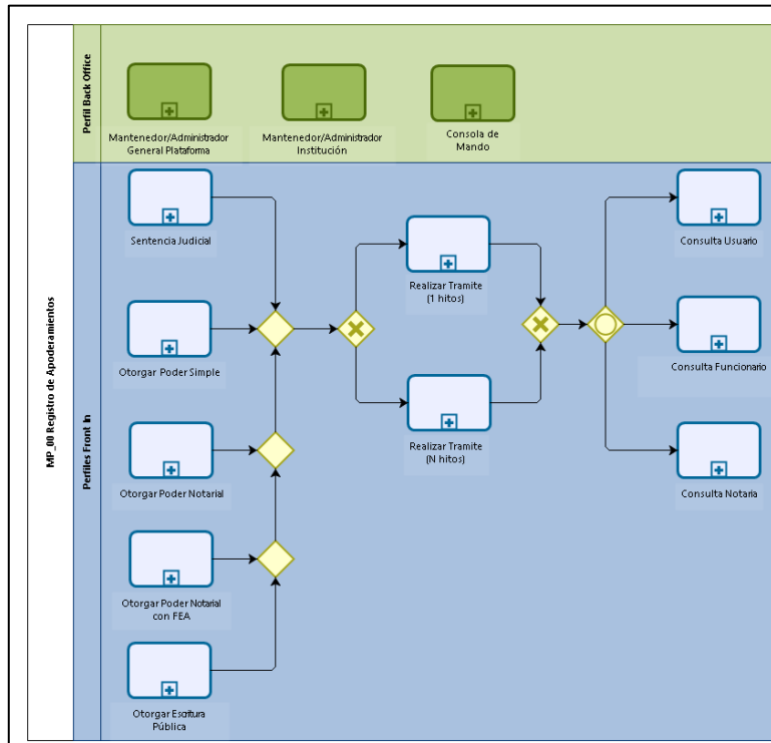 MP_00 Registro de Apoderamientos
Perfil Back Office
Mantenedor/Administrador
General Plataforma
Mantenedor/Administrador
Institución
Consola de
Mando
Perfiles Front In
Sentencia Judicial
Otorgar Poder Simple
Otorgar Poder Notarial
Otorgar Poder Notarial
con FEA
Otorgar Escritura
Pública
Realizar Tramite
(1 hitos)
Realizar Tramite
(N hitos)
Consulta Usuario
Consulta Funcionario
Consulta Notaria